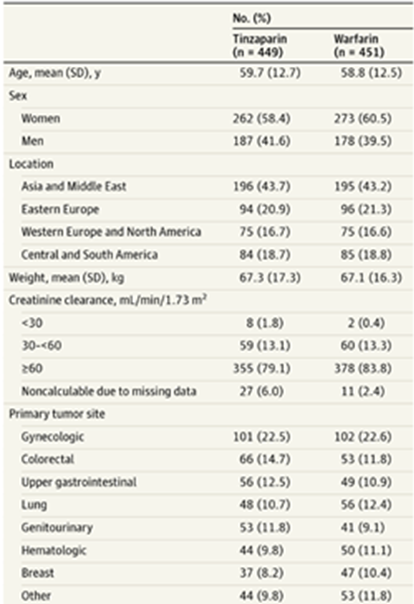 No. (%)
Tinzaparin (n = 449) Warfarin (n = 451)
Age, mean (SD), y 59.7 (12.7) 58.8 (12.5)
Sex
Women 262 (58.4) 273 (60.5)
Men 187 (41.6) 178 (39.5)
Location
Asia and Middle East 196 (43.7) 195 (43.2)
Eastern Europe 94 (20.9) 96 (21.3)
Western Europe and North America 75 (16.7) 75 (16.6)
Central and South America 84 (18.7) 85 (18.8)
Weight, mean (SD), kg 67.3 (17.3) 67.1 (16.3)
Creatinine clearance, mL/min/1.73 m²
<30 8 (1.8) 2 (0.4)
30-<60 59 (13.1) 60 (13.3)
≥60 355 (79.1) 378 (83.8)
Noncalculable due to missing data 27 (6.0) 11 (2.4)
Primary tumor site
Gynecologic 101 (22.5) 102 (22.6)
Colorectal 66 (14.7) 53 (11.8)
Upper gastrointestinal 56 (12.5) 49 (10.9)
Lung 48 (10.7) 56 (12.4)
Genitourinary 53 (11.8) 41 (9.1)
Hematologic 44 (9.8) 50 (11.1)
Breast 37 (8.2) 47 (10.4)
Other 44 (9.8) 53 (11.8)